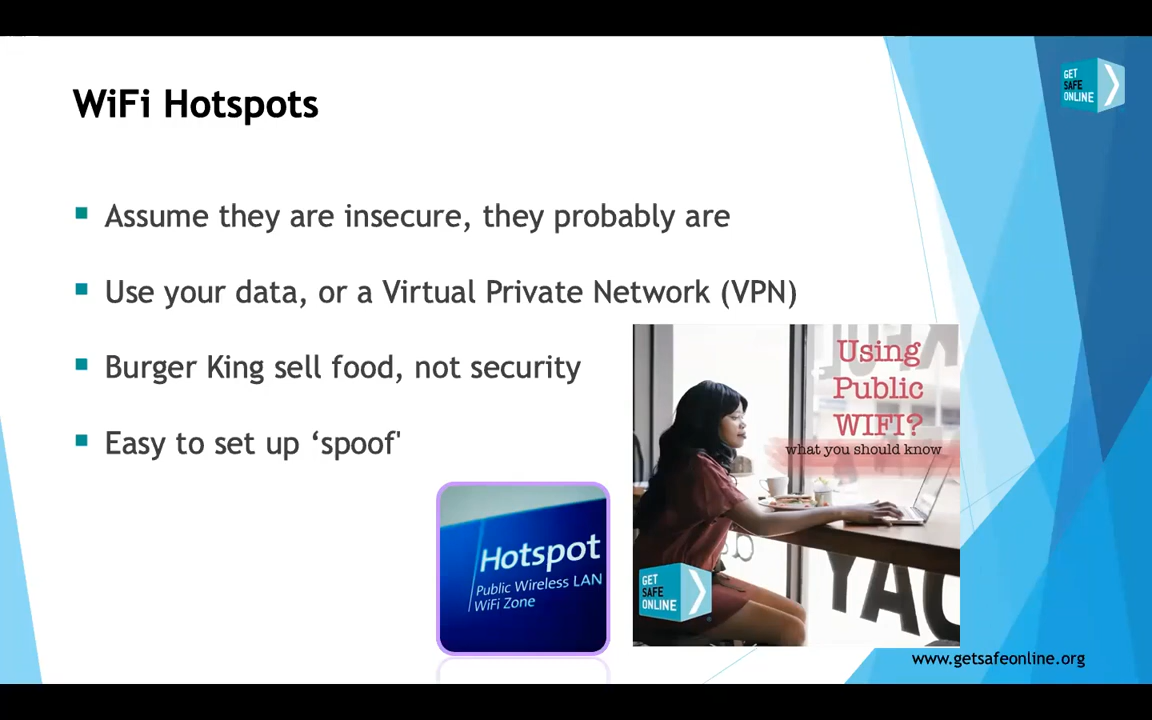 WiFi Hotspots
GET
SAFE
ONLINE
Assume they are insecure, they probably are
Use your data, or a Virtual Private Network (VPN)
Burger King sell food, not security
Easy to set up ‘spoof'
Using
Public
WIFI?
what you should know
Hotspot
Public Wireless LAN
WiFi Zone
GET
SAFE
ONLINE
www.getsafeonline.org